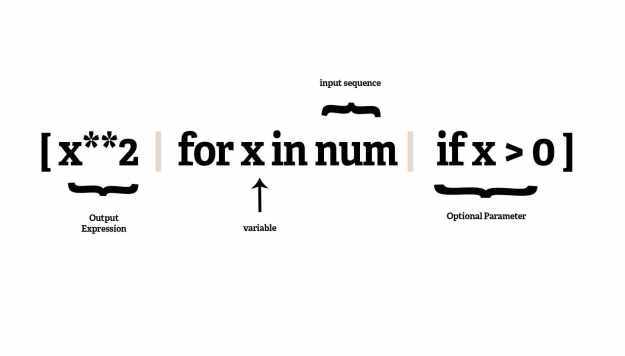 input sequence
[ x**2 | for x in num | if x > 0 ]
Output
Expression
variable
Optional Parameter